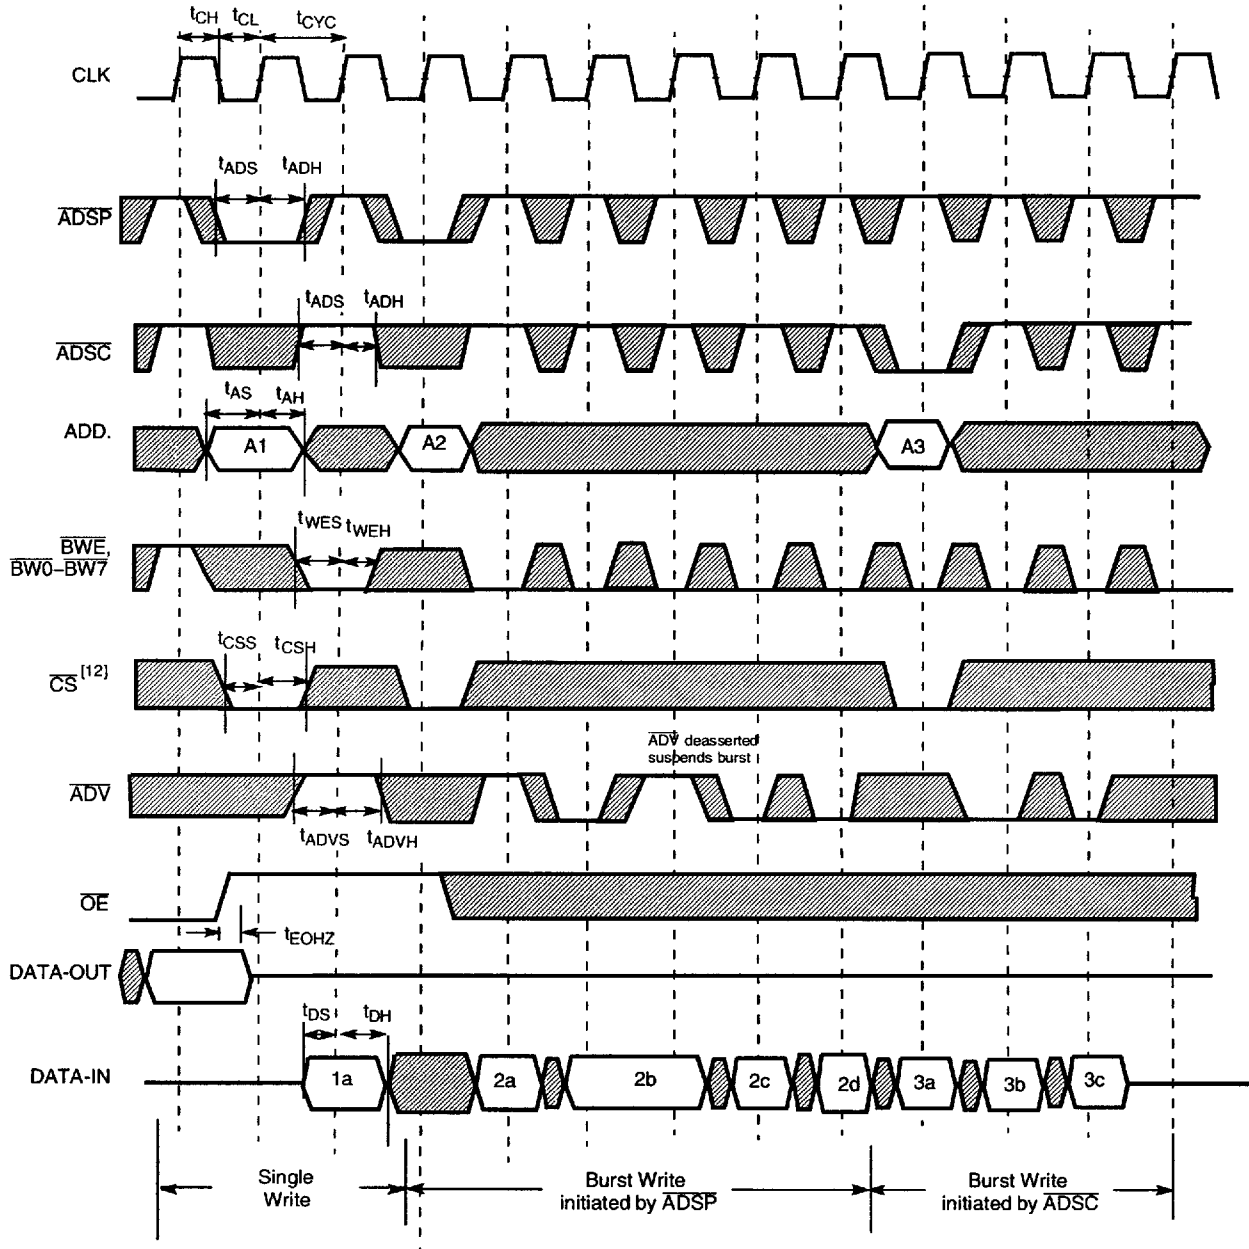 tCH tCL tCYC
CLK
tADS tADH
ADSP
tADS tADH
ADSC
tAS tAH
ADD. A1 A2 A3
tWES tWEH
BWE,
BW0–BW7
tCSS tCSH
CS [12]
ADV deasserted
suspends burst
ADV
tADVS tADVH
OE
tEOHZ
DATA-OUT
tDS tDH
DATA-IN 1a 2a 2b 2c 2d 3a 3b 3c
Single
Write
Burst Write
initiated by ADSP
Burst Write
initiated by ADSC